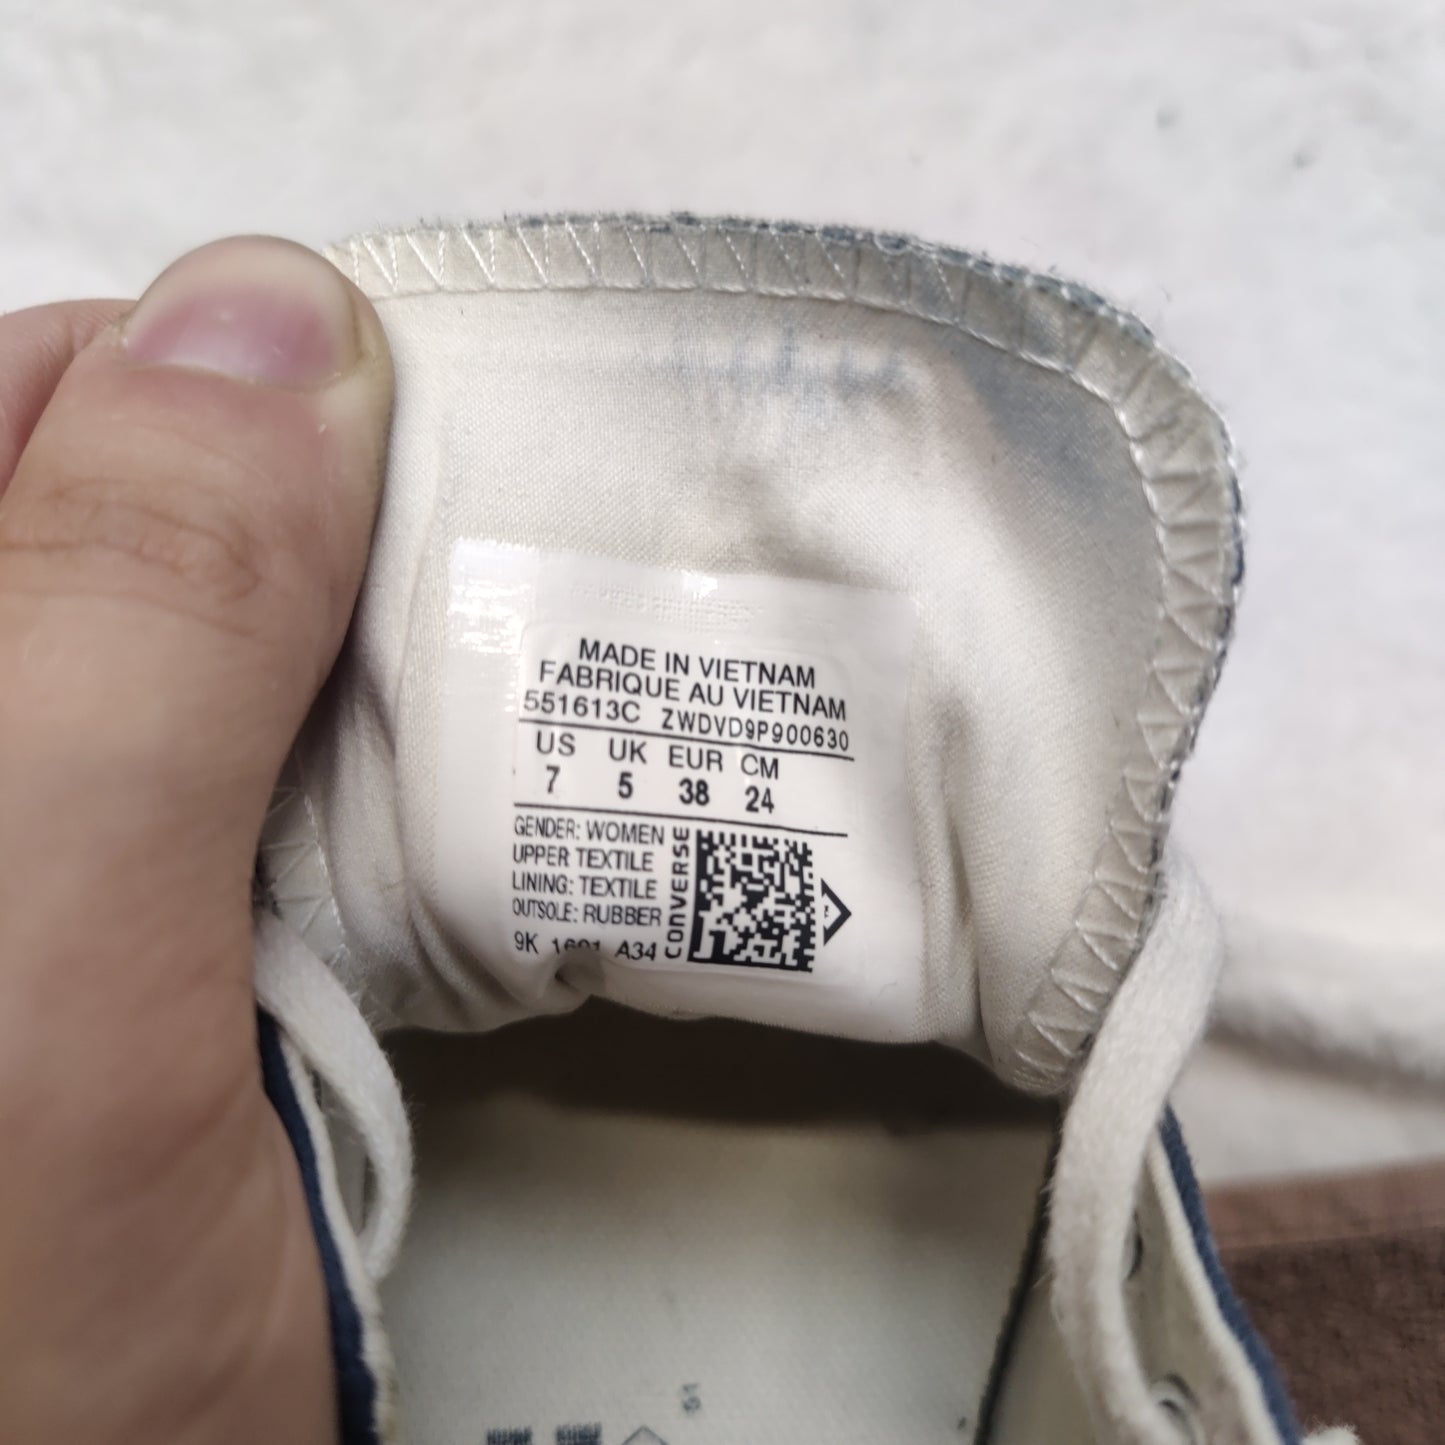 MADE IN VIETNAM
FABRIQUE AU VIETNAM
551613C ZWDVD9P900630
US UK EUR CM
7 5 38 24
GENDER: WOMEN
UPPER TEXTILE
LINING: TEXTILE
OUTSOLE: RUBBER
CONVERSE
9K 1601 A34